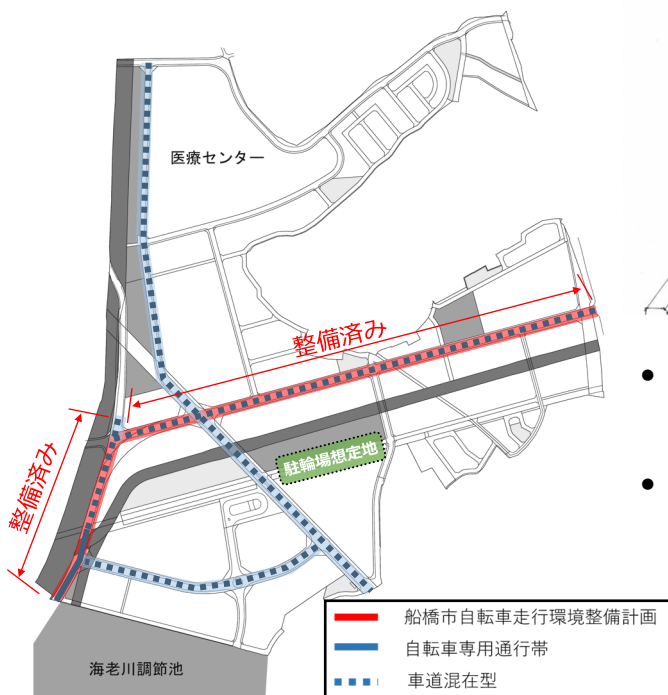 医療センター
整備済み
整備済み
駐輪場想定地
海老川調節池
船橋市自転車走行環境整備計画
自転車専用通行帯
車道混在型